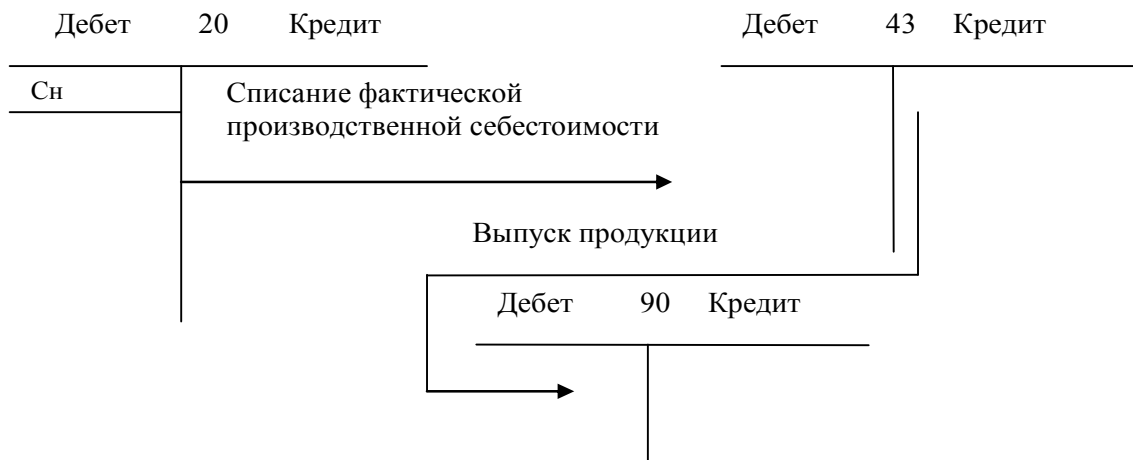 Дебет 20 Кредит
Дебет 43 Кредит
Сн
Списание фактической
производственной себестоимости
Выпуск продукции
Дебет 90 Кредит